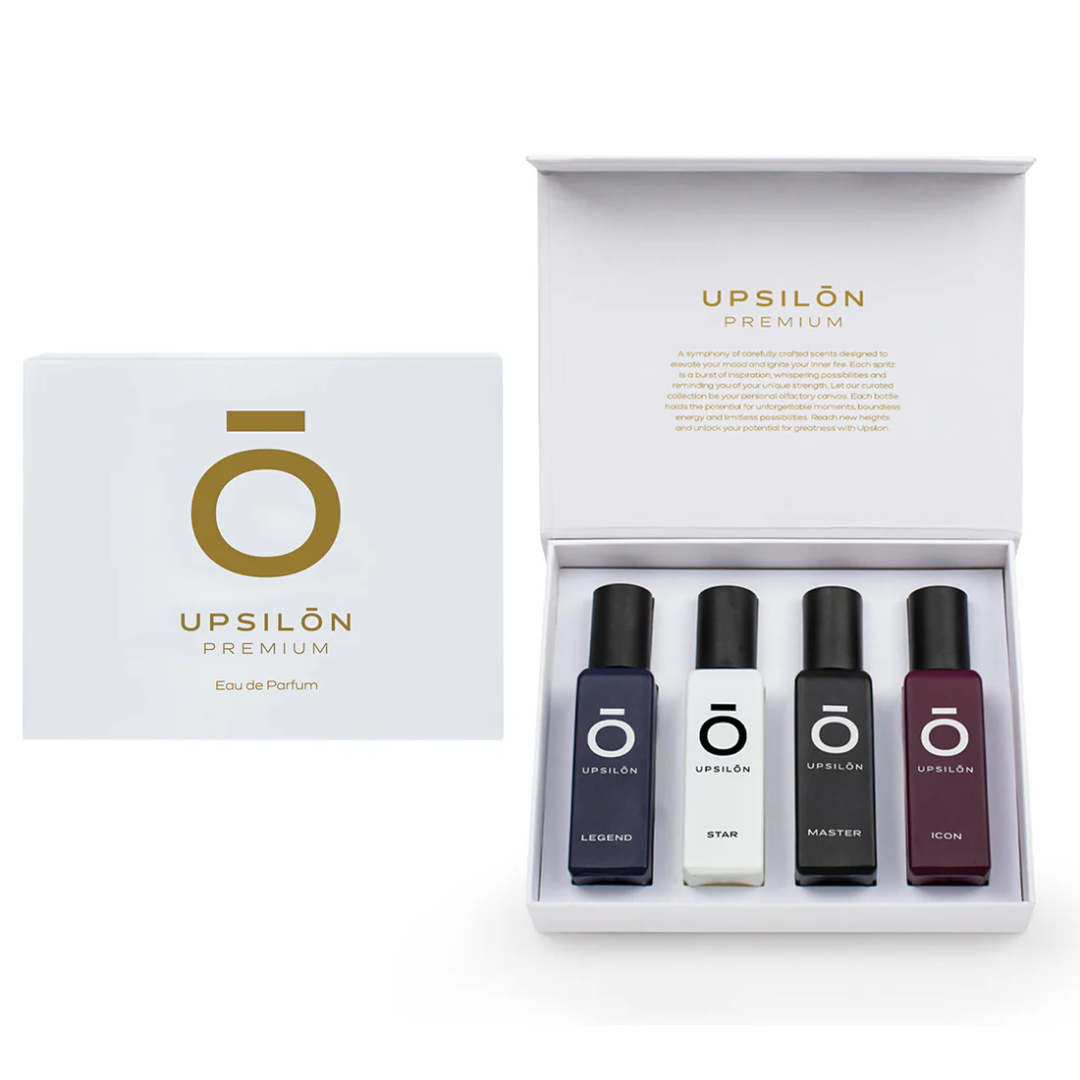 Ō
UPSILŌN
PREMIUM
Eau de Parfum
UPSILŌN
PREMIUM
A symphony of carefully crafted scents designed to
elevate your mood and ignite your inner fire. Each spritz
is a burst of inspiration, whispering possibilities and
reminding you of your unique strength. Let our curated
collection be your personal olfactory canvas. Each bottle
holds the potential for unforgettable moments, boundless
energy and limitless possibilities. Reach new heights
and unlock your potential for greatness with Upsilon.
Ō
UPSILŌN
LEGEND
Ō
UPSILŌN
STAR
Ō
UPSILŌN
MASTER
Ō
UPSILŌN
ICON